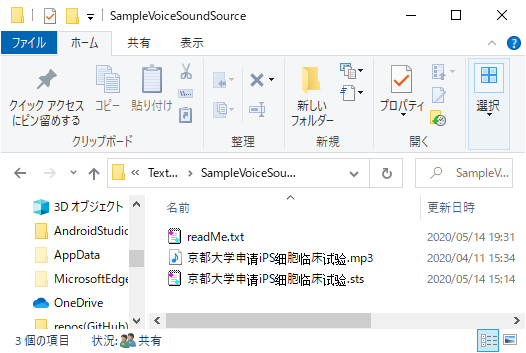 SampleVoiceSoundSource
ファイル ホーム 共有 表示
クイック アクセスにピン留めする
コピー
貼り付け
クリップボード
整理
新しいフォルダー
新規
プロパティ
開く
選択
Text... SampleVoiceSou...
SampleV...
名前 更新日時
3D オブジェクト
AndroidStudio
AppData
MicrosoftEdge
OneDrive
repos(GitHub)
readMe.txt 2020/05/14 19:31
京都大学申请iPS细胞临床试验.mp3 2020/04/11 15:34
京都大学申请iPS细胞临床试验.sts 2020/05/14 15:14
3 個の項目 状況: 共有